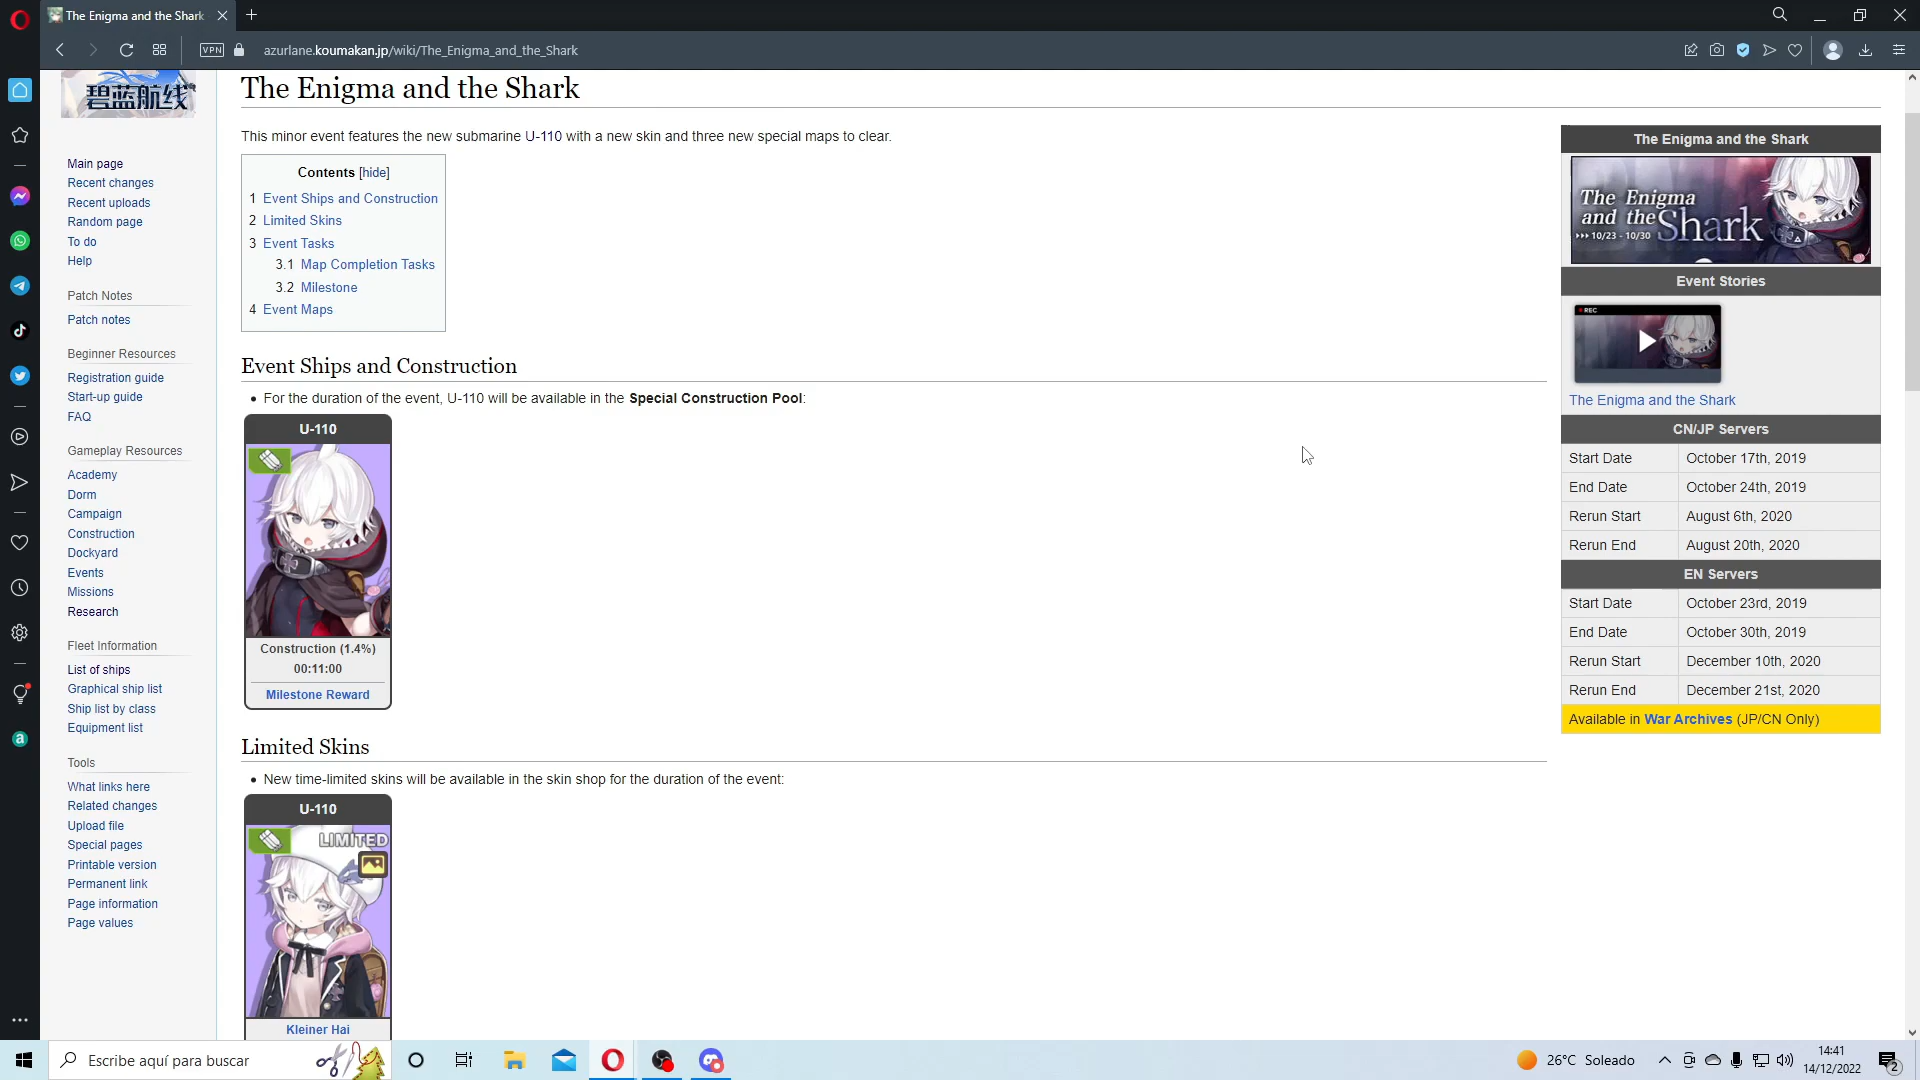 The Enigma and the Shark
VPN
azurlane.koumakan.jp/wiki/The_Enigma_and_the_Shark
碧蓝航线
Main page
Recent changes
Recent uploads
Random page
To do
Help
Patch Notes
Patch notes
Beginner Resources
Registration guide
Start-up guide
FAQ
Gameplay Resources
Academy
Dorm
Campaign
Construction
Dockyard
Events
Missions
Research
Fleet Information
List of ships
Graphical ship list
Ship list by class
Equipment list
Tools
What links here
Related changes
Upload file
Special pages
Printable version
Permanent link
Page information
Page values
The Enigma and the Shark
This minor event features the new submarine U-110 with a new skin and three new special maps to clear.
Contents [hide]
1 Event Ships and Construction
2 Limited Skins
3 Event Tasks
3.1 Map Completion Tasks
3.2 Milestone
4 Event Maps
Event Ships and Construction
• For the duration of the event, U-110 will be available in the Special Construction Pool:
U-110
Construction (1.4%)
00:11:00
Milestone Reward
Limited Skins
• New time-limited skins will be available in the skin shop for the duration of the event:
U-110
LIMITED
Kleiner Hai
The Enigma and the Shark
The Enigma
and the Shark
10/23 - 10/30
Event Stories
REC
The Enigma and the Shark
CN/JP Servers
Start Date October 17th, 2019
End Date October 24th, 2019
Rerun Start August 6th, 2020
Rerun End August 20th, 2020
EN Servers
Start Date October 23rd, 2019
End Date October 30th, 2019
Rerun Start December 10th, 2020
Rerun End December 21st, 2020
Available in War Archives (JP/CN Only)
Escribe aquí para buscar
26°C Soleado
14:41
14/12/2022
2